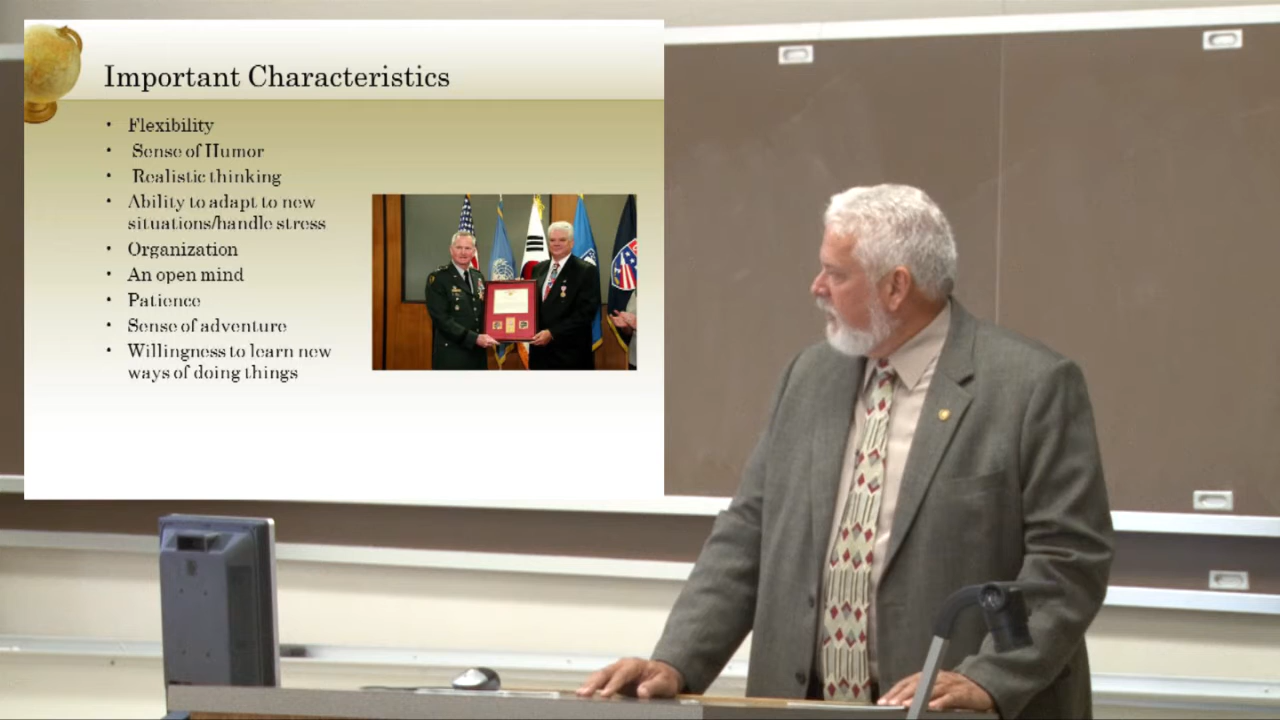 Important Characteristics
• Flexibility
• Sense of Humor
• Realistic thinking
• Ability to adapt to new
situations/handle stress
• Organization
• An open mind
• Patience
• Sense of adventure
• Willingness to learn new
ways of doing things